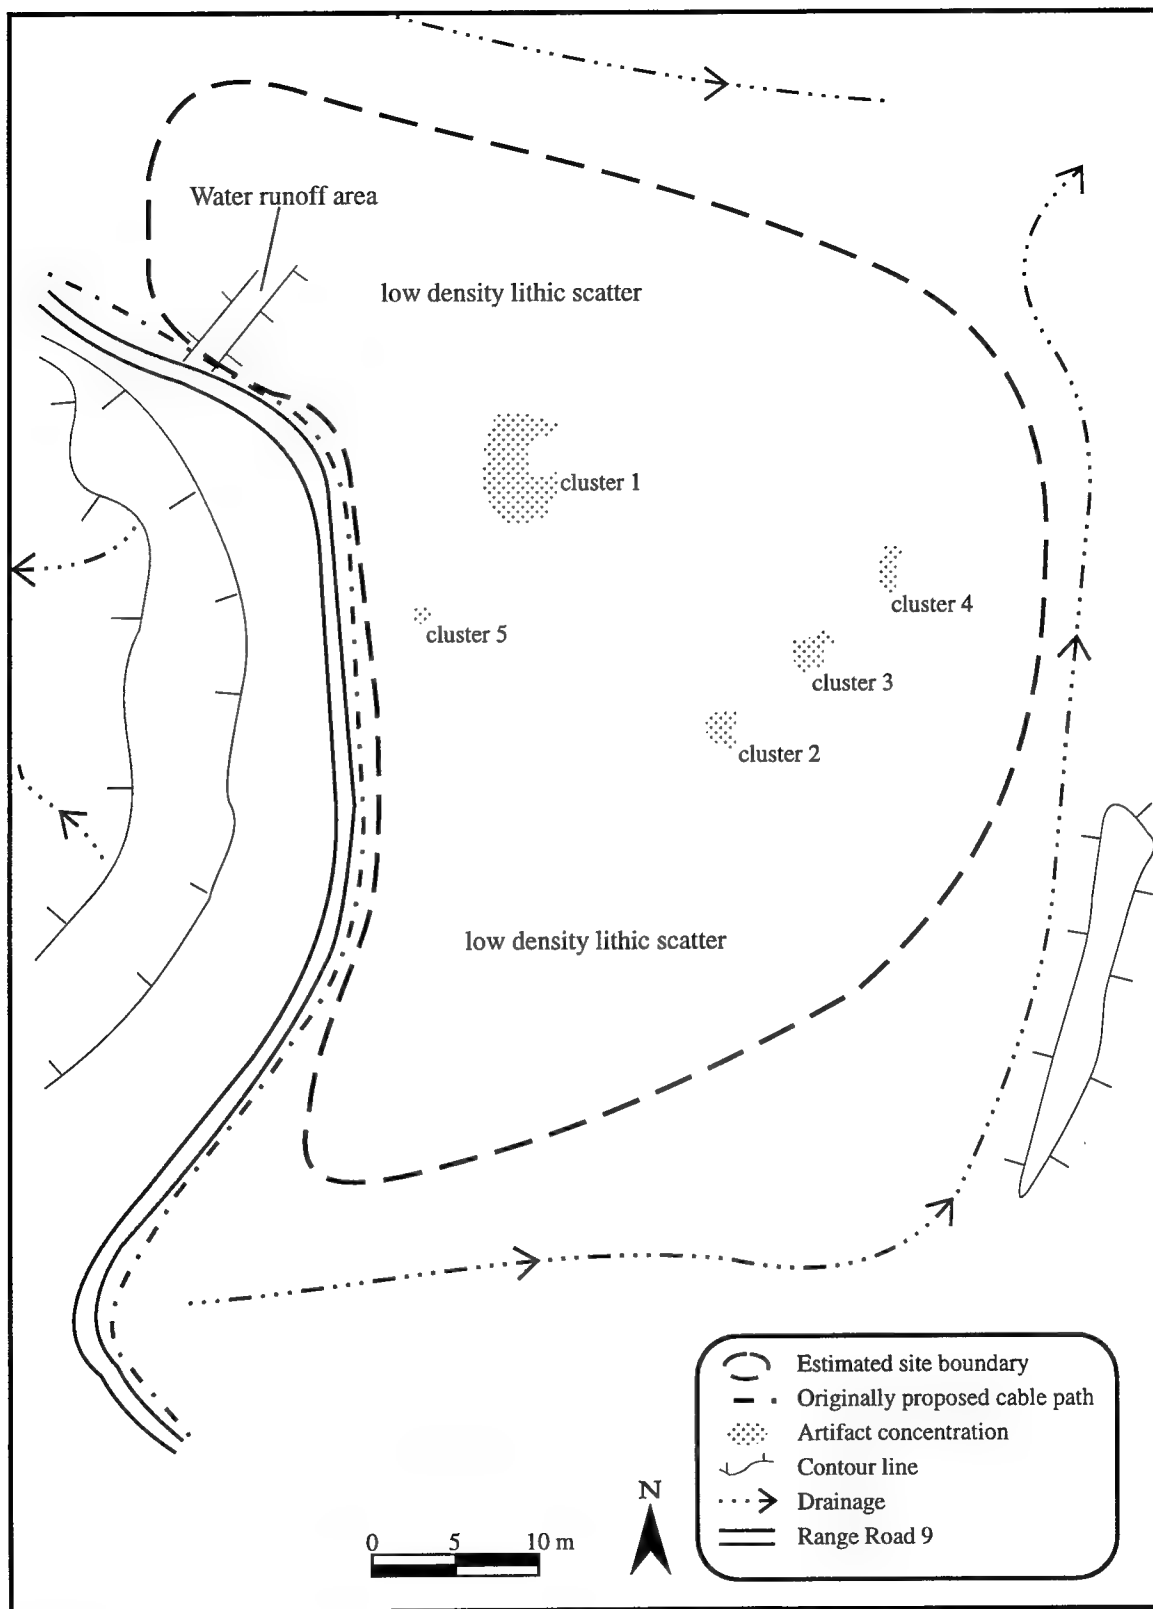 Water runoff area
low density lithic scatter
cluster 1
cluster 4
cluster 5
cluster 3
cluster 2
low density lithic scatter
Estimated site boundary
Originally proposed cable path
Artifact concentration
Contour line
Drainage
Range Road 9
N
0 5 10 m